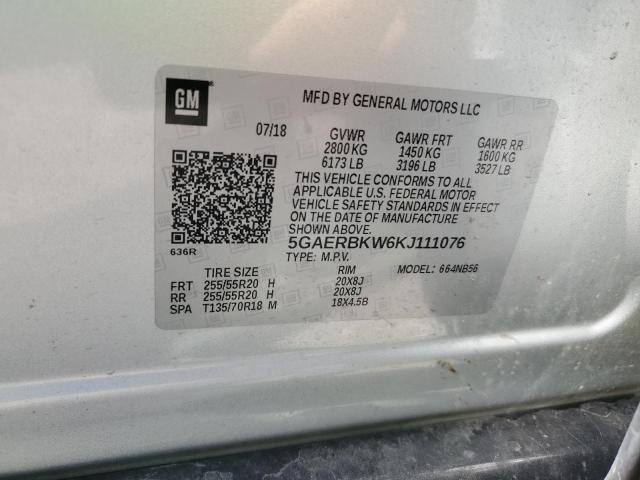 GM
MFD BY GENERAL MOTORS LLC
07/18 GVWR GAWR FRT GAWR RR
2800 KG 1450 KG 1600 KG
6173 LB 3196 LB 3527 LB
THIS VEHICLE CONFORMS TO ALL
APPLICABLE U.S. FEDERAL MOTOR
VEHICLE SAFETY STANDARDS IN EFFECT
ON THE DATE OF MANUFACTURE
SHOWN ABOVE.
636R
5GAERBKW6KJ111076
TYPE: M.P.V. MODEL: 664NB56
TIRE SIZE RIM
FRT 255/55R20 H 20X8J
RR 255/55R20 H 20X8J
SPA T135/70R18 M 18X4.5B